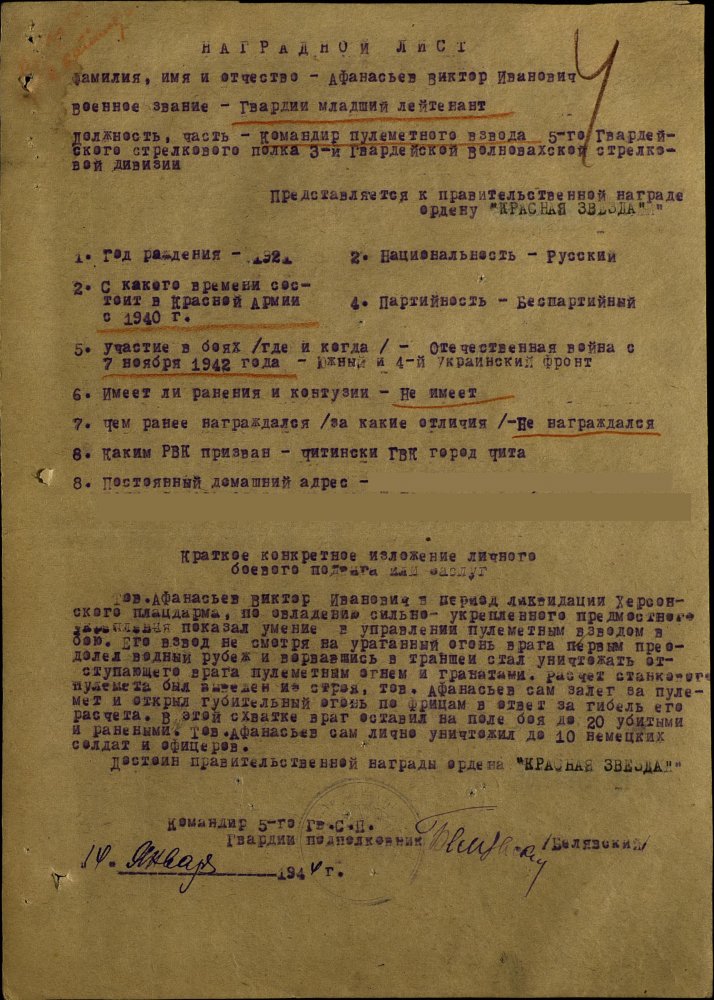 НАГРАДНОЙ ЛИСТ
Фамилия, имя и отчество - Афанасьев Виктор Иванович
Военное звание - Гвардии младший лейтенант
Должность, часть - Командир пулеметного взвода 5-го Гвардей-
ского стрелкового полка 3-й Гвардейской Волновахской стрелко-
вой дивизии
Представляется к правительственной награде
ордену "КРАСНАЯ ЗВЕЗДА"
1. Год раждения - 1921
2. Национальность - Русский
2. С какого времени сос-
тоит в Красной Армии
с 1940 г.
4. Партийность - Беспартийный
5. Участие в боях /где и когда / - Отечественная война с
7 ноября 1942 года - Южный и 4-й Украинский фронт
6. Имеет ли ранения и контузии - Не имеет
7. чем ранее награждался /за какие отличия /-Не награждался
8. Каким РВК призван - читински ГВК город чита
8. Постоянный домашний адрес -
Краткое конкретное изложение личного
боевого подвига или заслуг
Тов.Афанасьев Виктор Иванович в период ликвидации Херсон-
ского плацдарма, по овладению сильно- укрепленного предмостного
укрепления показал умение в управлении пулеметным взводом в
бою. Его взвод не смотря на ураганный огонь врага первым прео-
долел водный рубеж и ворвавшись в траншеи стал уничтожать от-
ступающего врага пулеметным огнем и гранатами. Расчет станкового
пулемета был выведен из строя, тов. Афанасьев сам залег за пуле-
мет и открыл губительный огонь по фрицам в ответ за гибель его
расчета. В этой схватке враг оставил на поле боя до 20 убитыми
и ранеными. Тов.Афанасьев сам лично уничтожил до 10 немецких
солдат и офицеров.
Достоин правительственной награды ордена "КРАСНАЯ ЗВЕЗДА"
Командир 5-го Гв.С.П.
Гвардии подполковник /Белявский/
14. Января 1944 г.